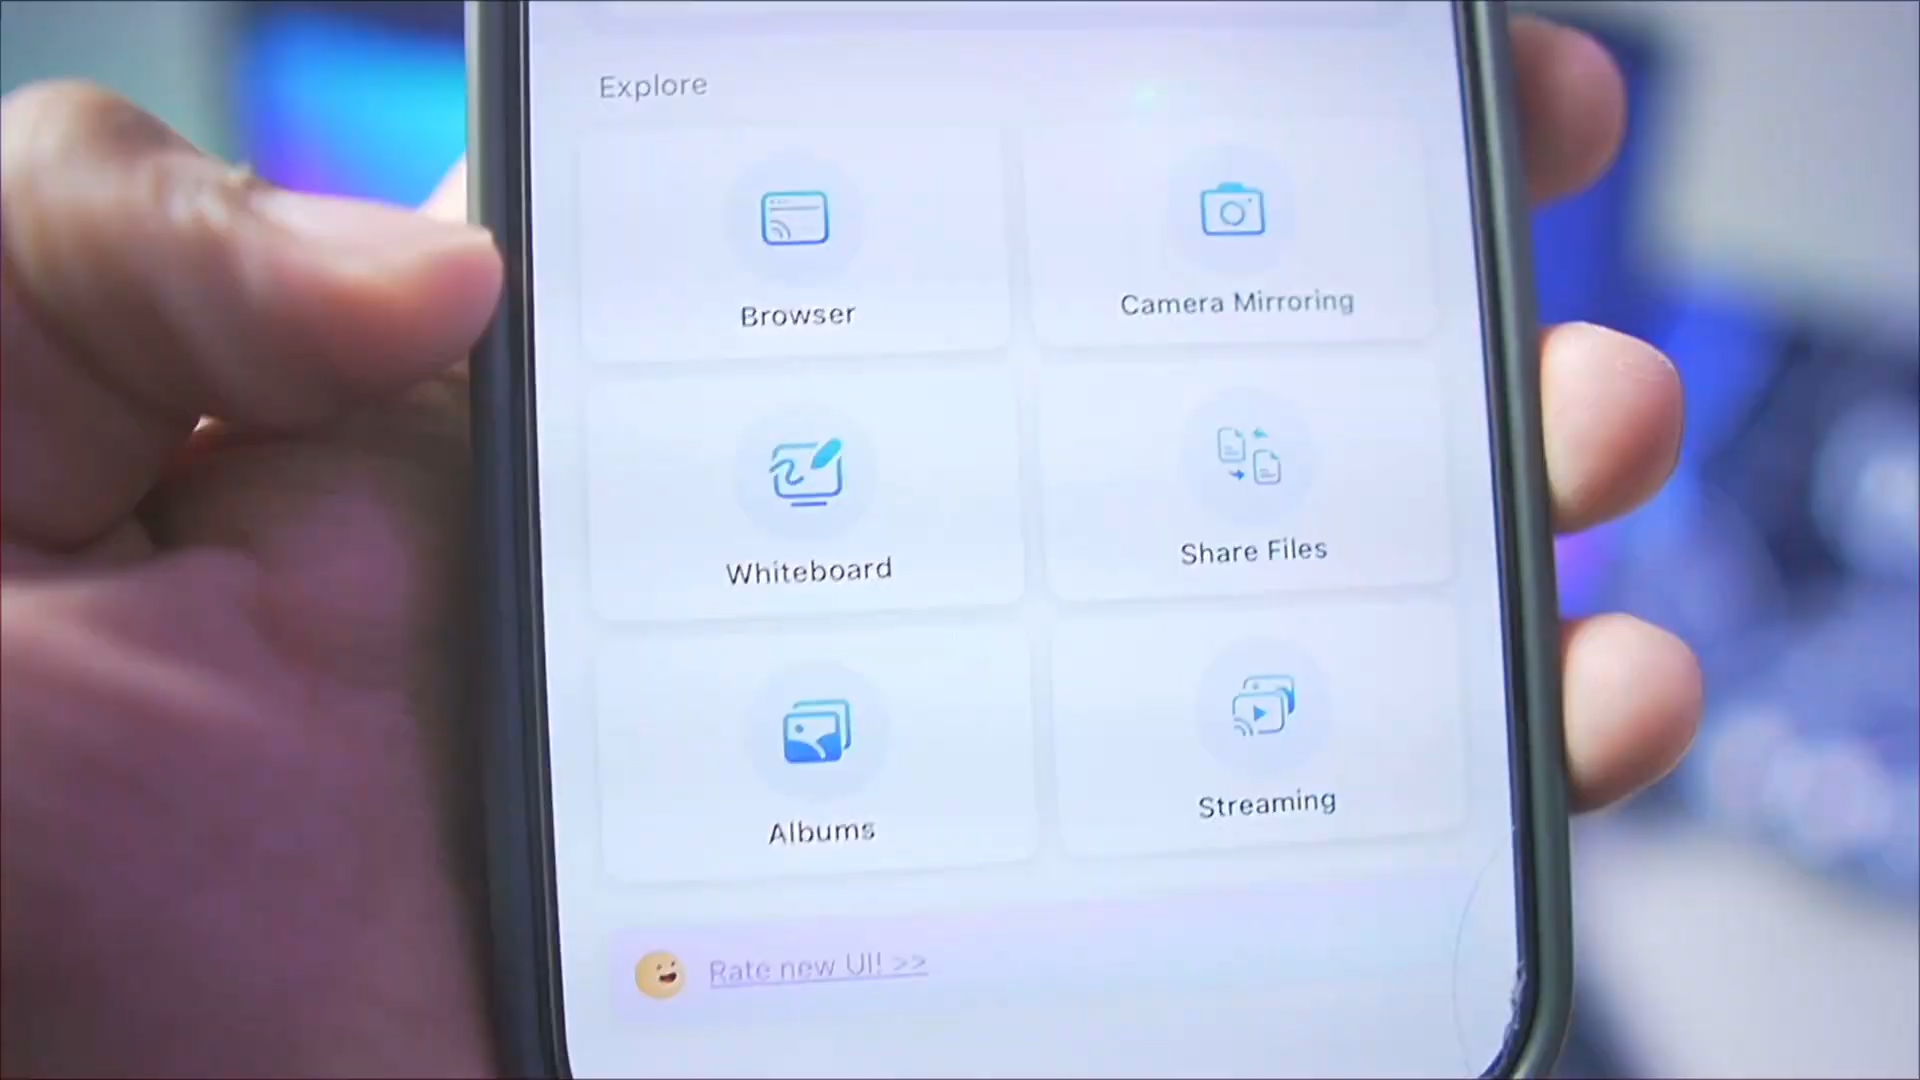 Explore
Browser
Camera Mirroring
Whiteboard
Share Files
Albums
Streaming
Rate new UI! >>